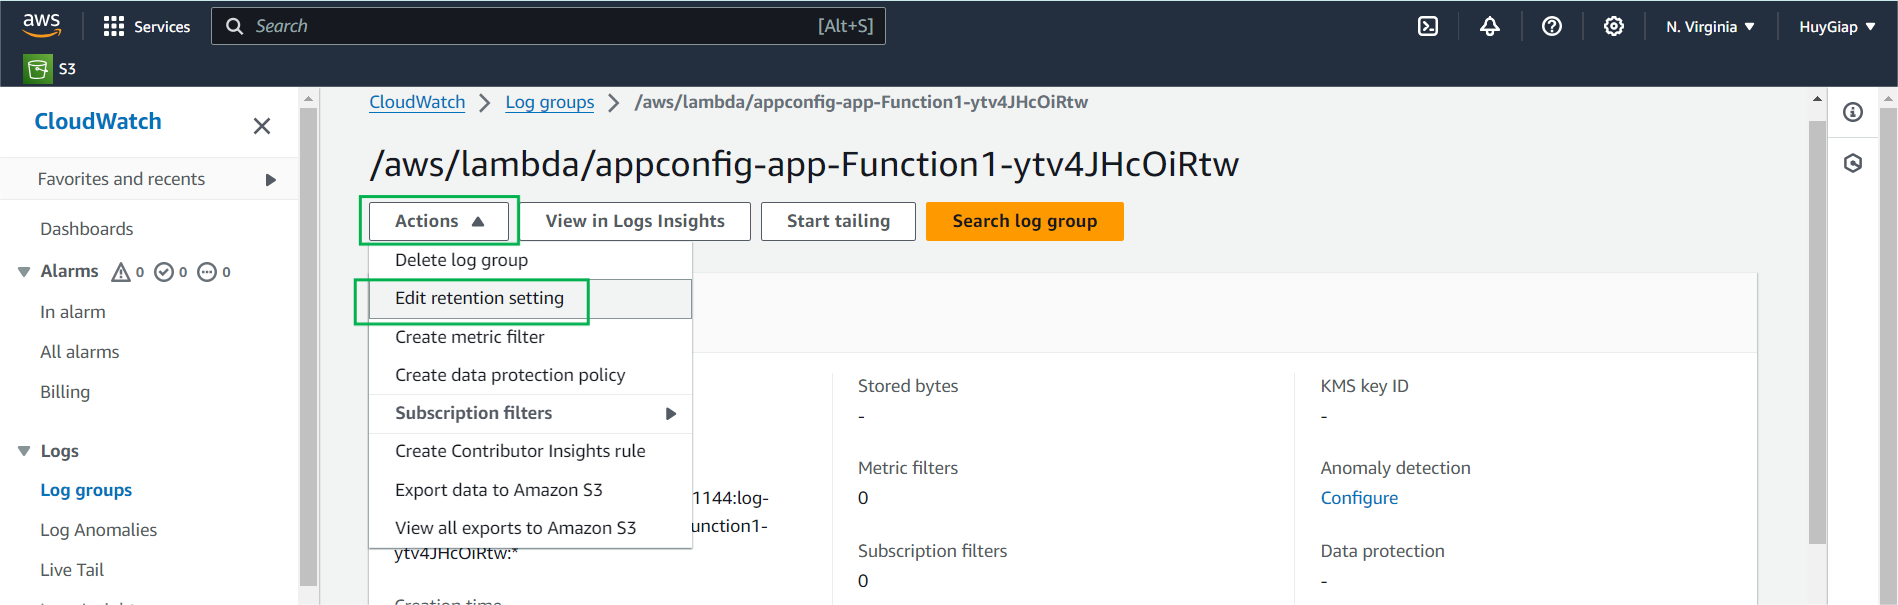 aws
Services
Search
[Alt+S]
N. Virginia
HuyGiap
S3
CloudWatch
Favorites and recents
Dashboards
Alarms 0 0 0
In alarm
All alarms
Billing
Logs
Log groups
Log Anomalies
Live Tail
CloudWatch
Log groups
/aws/lambda/appconfig-app-Function1-ytv4JHcOiRtw
/aws/lambda/appconfig-app-Function1-ytv4JHcOiRtw
Actions
View in Logs Insights
Start tailing
Search log group
Delete log group
Edit retention setting
Create metric filter
Create data protection policy
Subscription filters
Create Contributor Insights rule
Export data to Amazon S3
View all exports to Amazon S3
1144:log-
unction1-
ytv4JHcOiRtw:*
Creation time
Stored bytes
-
Metric filters
0
Subscription filters
0
KMS key ID
-
Anomaly detection
Configure
Data protection
-